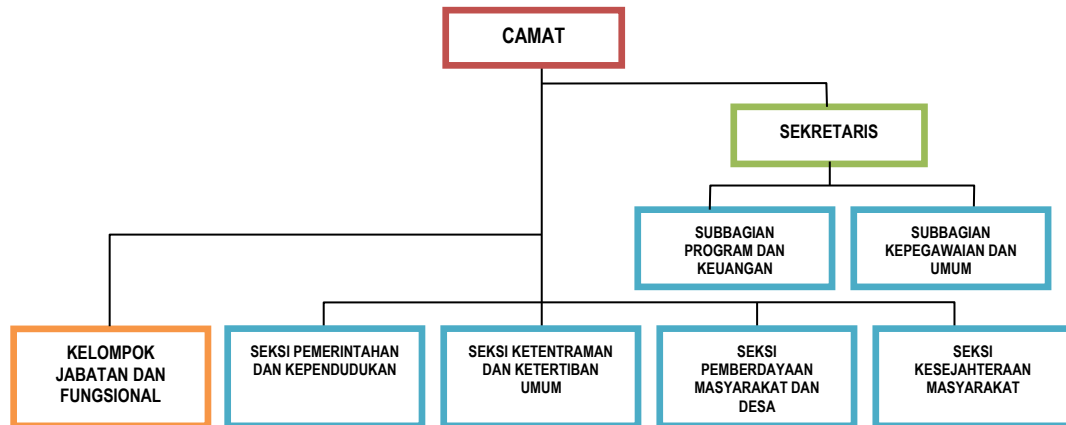 CAMAT
SEKRETARIS
SUBBAGIAN
PROGRAM DAN
KEUANGAN
SUBBAGIAN
KEPEGAWAIAN DAN
UMUM
KELOMPOK
JABATAN DAN
FUNGSIONAL
SEKSI PEMERINTAHAN
DAN KEPENDUDUKAN
SEKSI KETENTRAMAN
DAN KETERTIBAN
UMUM
SEKSI
PEMBERDAYAAN
MASYARAKAT DAN
DESA
SEKSI
KESEJAHTERAAN
MASYARAKAT